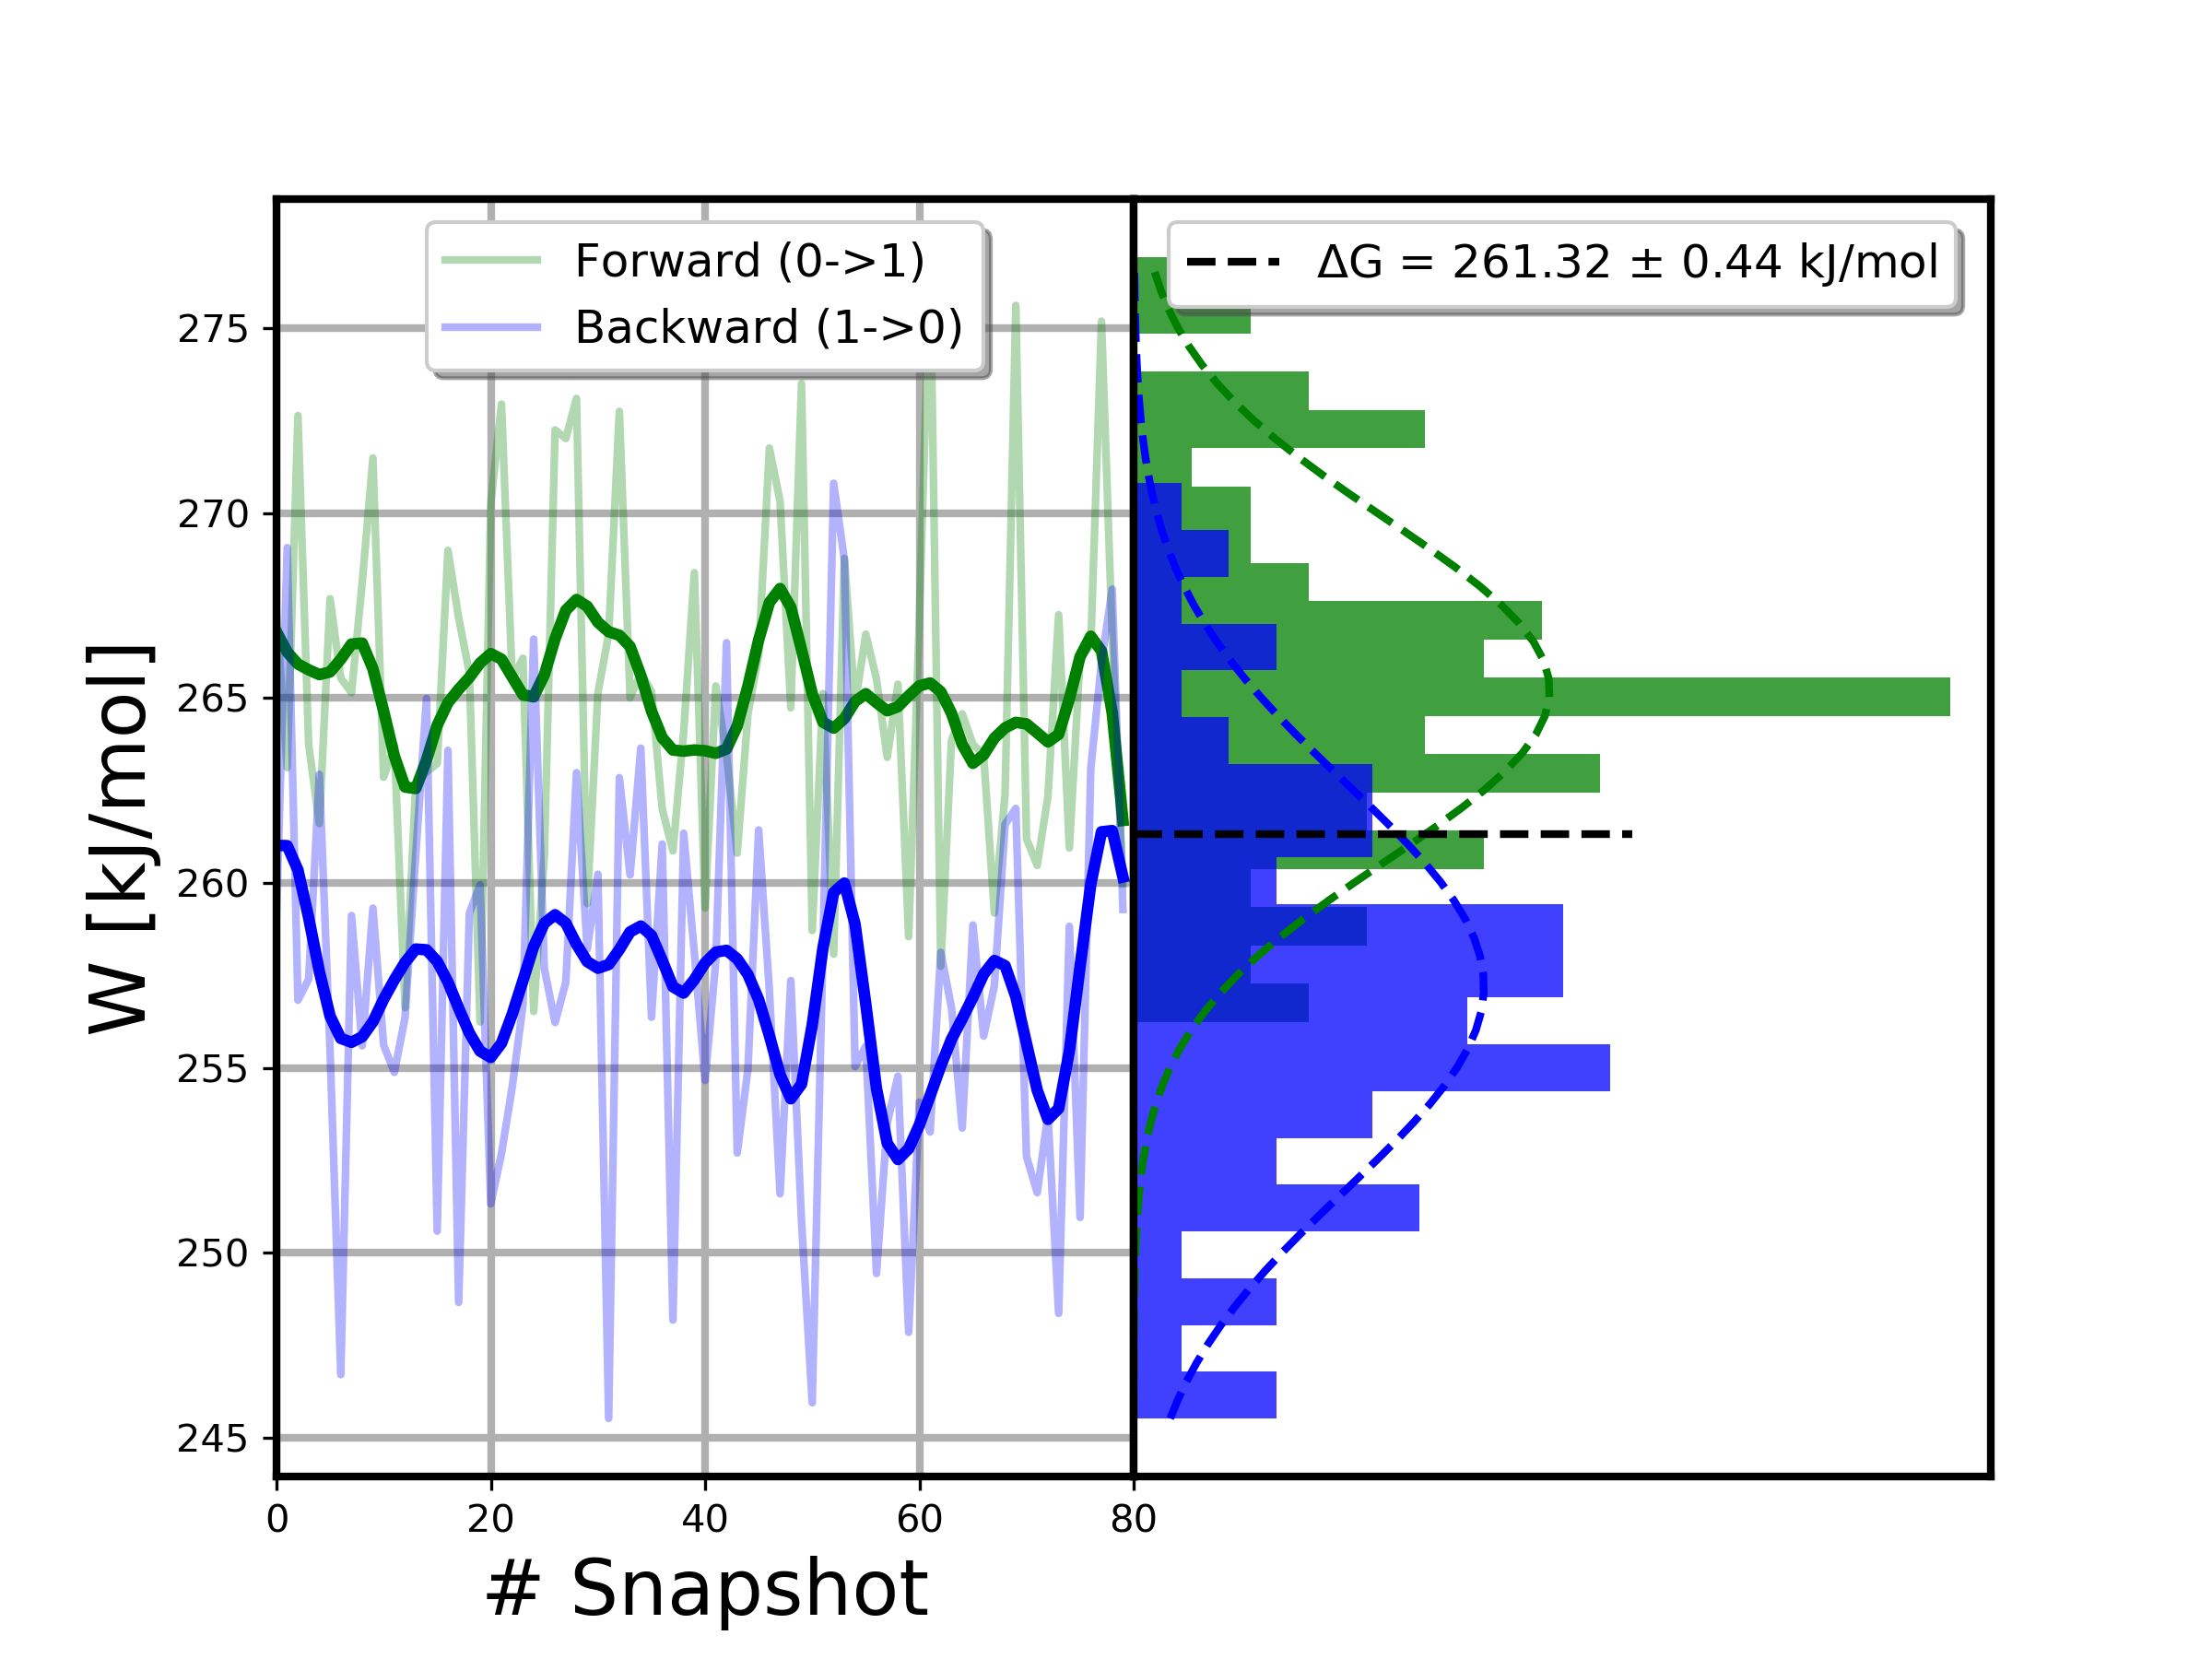 Forward (0->1)
Backward (1->0)
ΔG = 261.32 ± 0.44 kJ/mol
275
270
265
260
255
250
245
W [kJ/mol]
0 20 40 60 80
# Snapshot